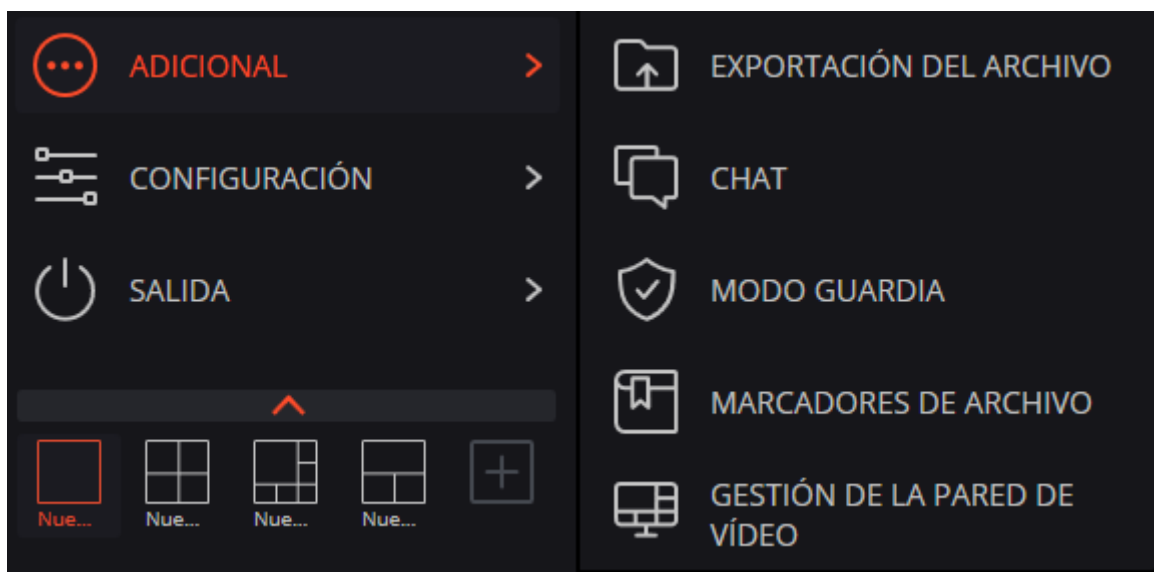 ADICIONAL
CONFIGURACIÓN
SALIDA
Nue...
Nue...
Nue...
Nue...
EXPORTACIÓN DEL ARCHIVO
CHAT
MODO GUARDIA
MARCADORES DE ARCHIVO
GESTIÓN DE LA PARED DE
VÍDEO